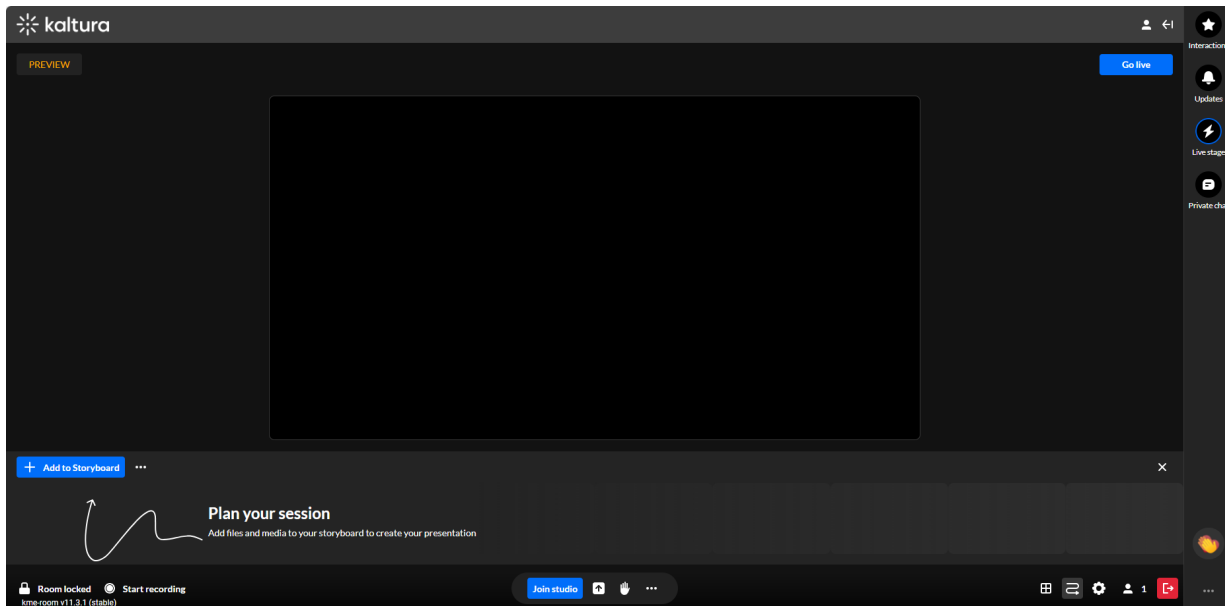 kaltura
PREVIEW
Go live
Interaction
Updates
Live stage
Private cha
Add to Storyboard
Plan your session
Add files and media to your storyboard to create your presentation
Room locked
Start recording
kme-room v11.3.1 (stable)
Join studio
1